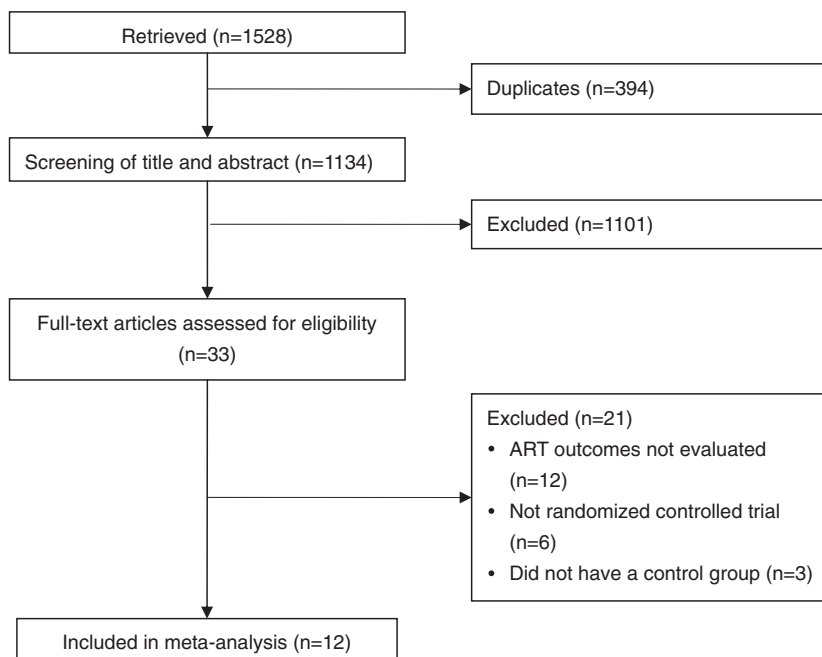 Retrieved (n=1528)
Duplicates (n=394)
Screening of title and abstract (n=1134)
Excluded (n=1101)
Full-text articles assessed for eligibility
(n=33)
Excluded (n=21)
• ART outcomes not evaluated
(n=12)
• Not randomized controlled trial
(n=6)
• Did not have a control group (n=3)
Included in meta-analysis (n=12)